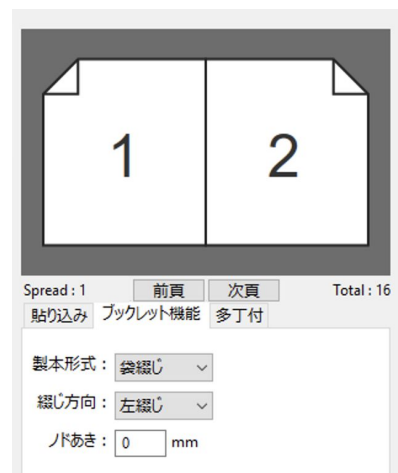 1 2
Spread : 1 前頁 次頁 Total : 16
貼り込み ブックレット機能 多丁付
製本形式： 袋綴じ
綴じ方向： 左綴じ
ノドあき： 0 mm